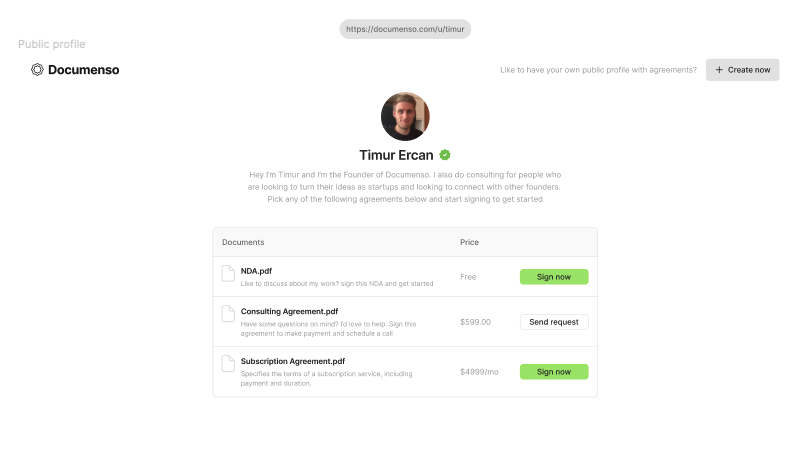 https://documenso.com/u/timur
Public profile
Documenso
Like to have your own public profile with agreements?
+ Create now
Timur Ercan
Hey I'm Timur and I'm the Founder of Documenso. I also do consulting for people who
are looking to turn their ideas as startups and looking to connect with other founders.
Pick any of the following agreements below and start signing to get started
Documents
Price
NDA.pdf
Like to discuss about my work? sign this NDA and get started
Free
Sign now
Consulting Agreement.pdf
Have some questions on mind? I'd love to help. Sign this
agreement to make payment and schedule a call
$599.00
Send request
Subscription Agreement.pdf
Specifies the terms of a subscription service, including
payment and duration.
$4999/mo
Sign now